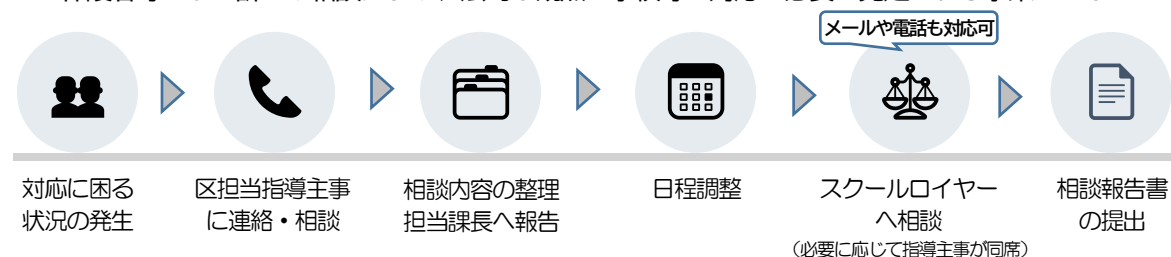 メールや電話も対応可
対応に困る
状況の発生
区担当指導主事
に連絡・相談
相談内容の整理
担当課長へ報告
日程調整
スクールロイヤー
へ相談
（必要に応じて指導主事が同席）
相談報告書
の提出